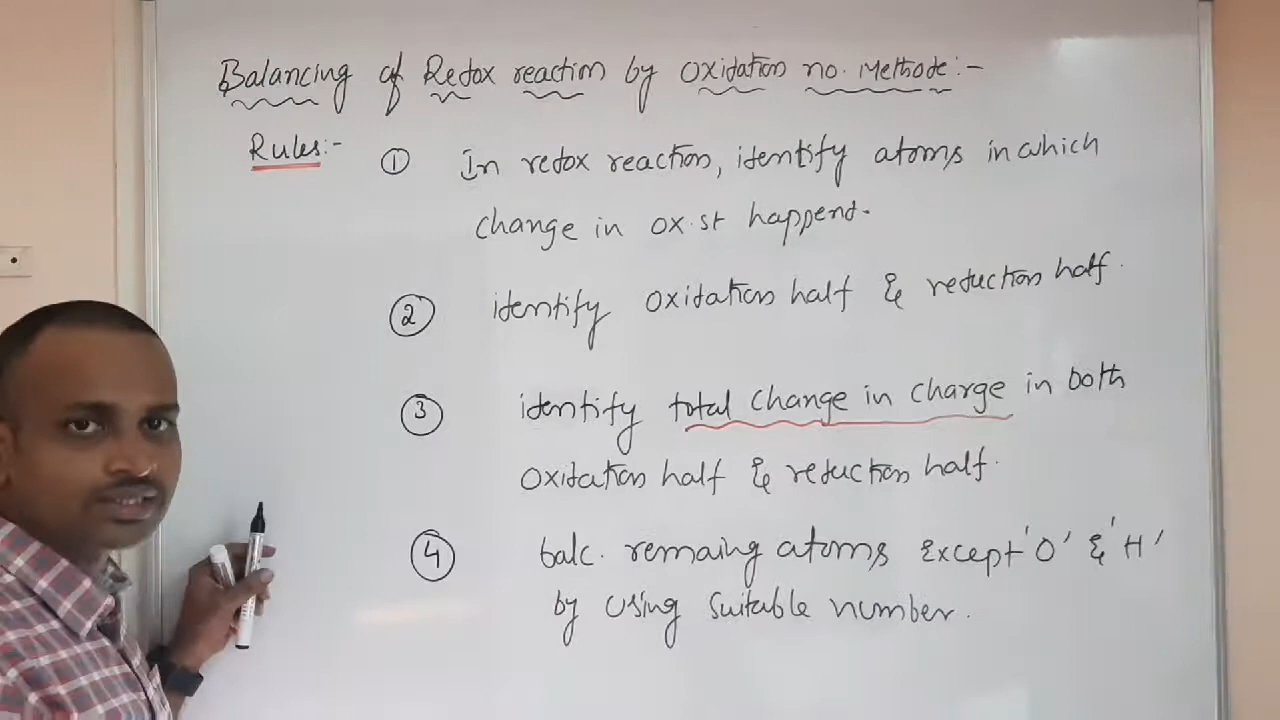 Balancing of Redox reaction by Oxidation no. Methode:-
Rules:- ① In redox reaction, identify atoms in which
change in ox.st happend.
② identify oxidation half & reduction half.
③ identify total change in charge in both
oxidation half & reduction half.
④ balc. remaing atoms Except 'O' & 'H'
by using suitable number.